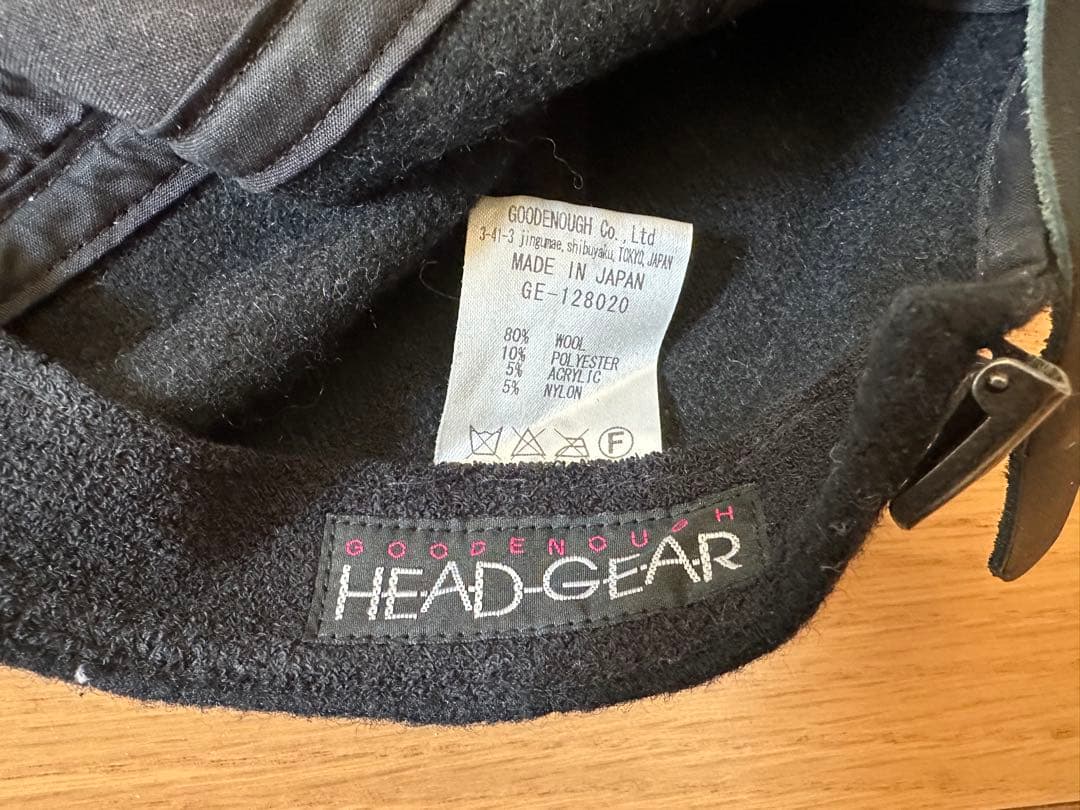 GOODENOUGH Co., Ltd
3-41-3 jingumae, shibuyaku, TOKYO, JAPAN
MADE IN JAPAN
GE-128020
80% WOOL
10% POLYESTER
5% ACRYLIC
5% NYLON
F
GOODENOUGH
HEAD-GEAR